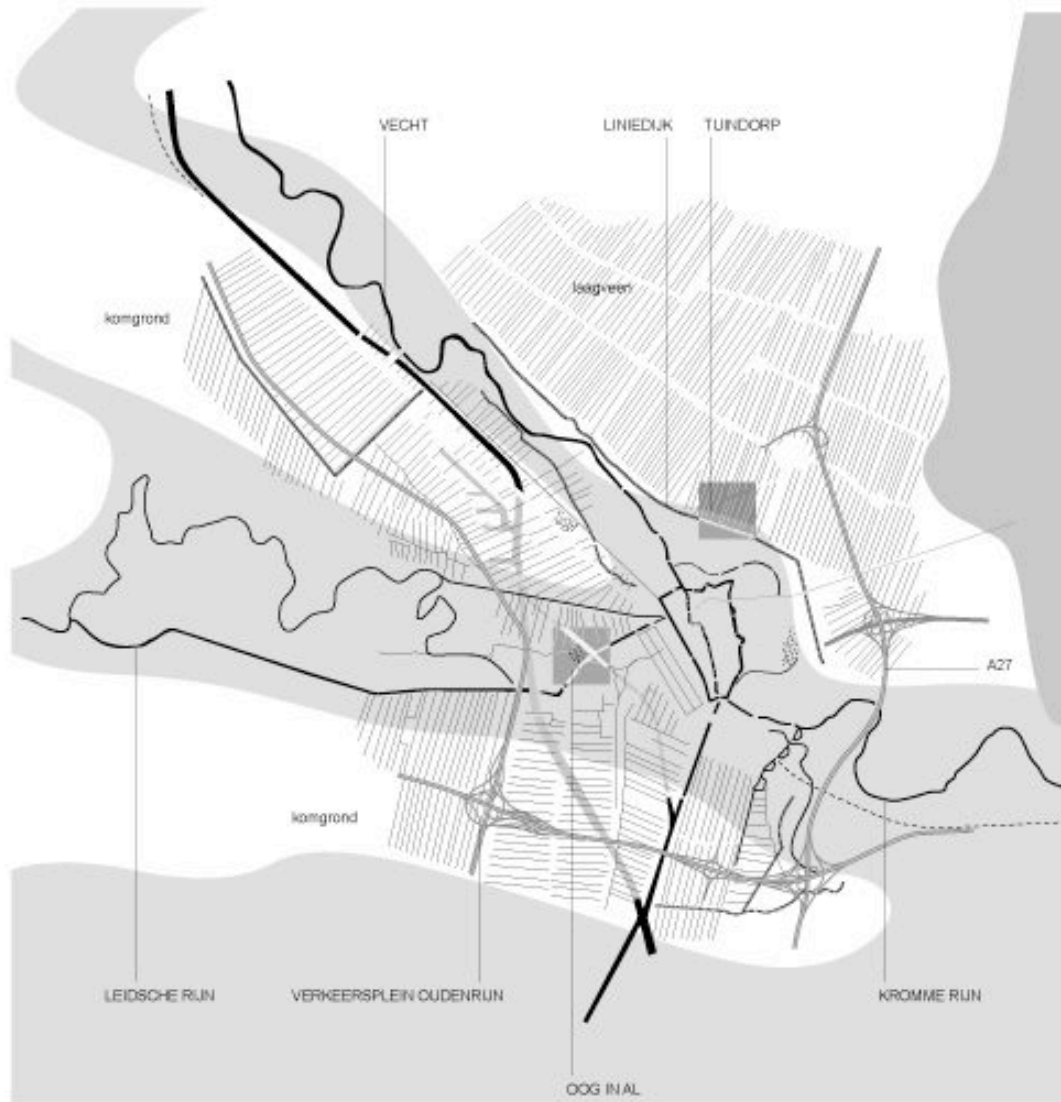 VECHT
LINIEDIJK
TUINDORP
laagveen
komgrond
A27
komgrond
LEIDSCHE RIJN
VERKEERSPLEIN OUDENRIJN
KROMME RIJN
OOG IN AL